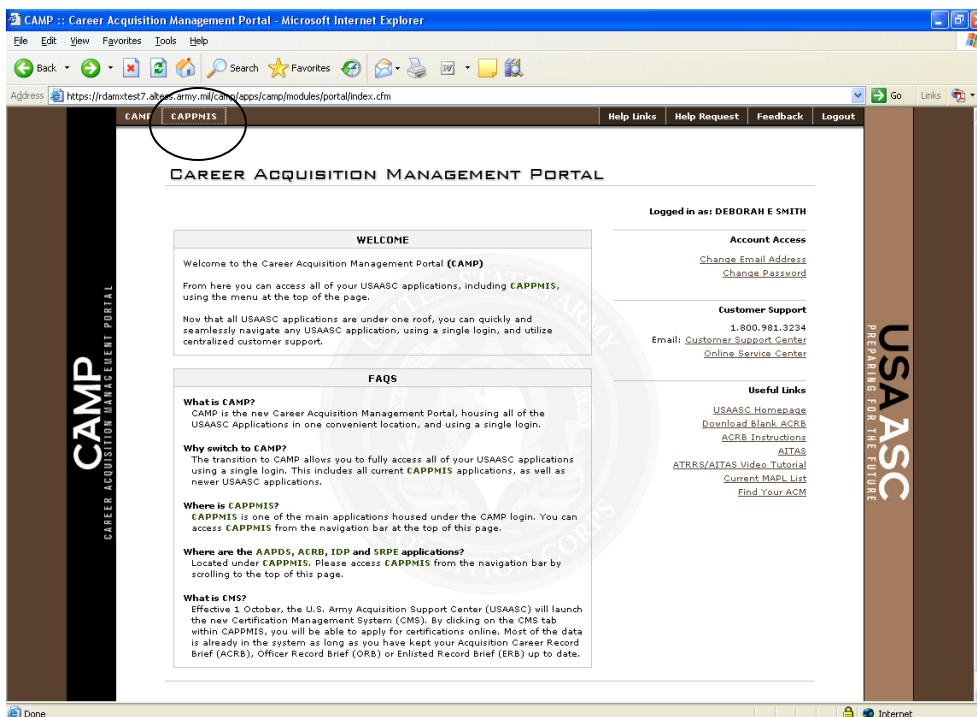 CAMP :: Career Acquisition Management Portal - Microsoft Internet Explorer
File Edit View Favorites Tools Help
Back Search Favorites
Address https://rdamxtest7.altess.army.mil/camp/apps/camp/modules/portal/index.cfm Go Links
CAMP CAPPMIS Help Links Help Request Feedback Logout
CAREER ACQUISITION MANAGEMENT PORTAL
Logged in as: DEBORAH E SMITH
WELCOME
Welcome to the Career Acquisition Management Portal (CAMP)
From here you can access all of your USAASC applications, including CAPPMIS,
using the menu at the top of the page.
Now that all USAASC applications are under one roof, you can quickly and
seamlessly navigate any USAASC application, using a single login, and utilize
centralized customer support.
FAQS
What is CAMP?
CAMP is the new Career Acquisition Management Portal, housing all of the
USAASC Applications in one convenient location, and using a single login.
Why switch to CAMP?
The transition to CAMP allows you to fully access all of your USAASC applications
using a single login. This includes all current CAPPMIS applications, as well as
newer USAASC applications.
Where is CAPPMIS?
CAPPMIS is one of the main applications housed under the CAMP login. You can
access CAPPMIS from the navigation bar at the top of this page.
Where are the AAPDS, ACRB, IDP and SRPE applications?
Located under CAPPMIS. Please access CAPPMIS from the navigation bar by
scrolling to the top of this page.
What is CMS?
Effective 1 October, the U.S. Army Acquisition Support Center (USAASC) will launch
the new Certification Management System (CMS). By clicking on the CMS tab
within CAPPMIS, you will be able to apply for certifications online. Most of the data
is already in the system as long as you have kept your Acquisition Career Record
Brief (ACRB), Officer Record Brief (ORB) or Enlisted Record Brief (ERB) up to date.
Account Access
Change Email Address
Change Password
Customer Support
1.800.981.3234
Email: Customer Support Center
Online Service Center
Useful Links
USAASC Homepage
Download Blank ACRB
ACRB Instructions
AITAS
ATRRS/AITAS Video Tutorial
Current MAPL List
Find Your ACM
CAMP
CAREER ACQUISITION MANAGEMENT PORTAL
USAASC
PREPARING FOR THE FUTURE
UNITED STATES ARMY
ACQUISITION CORPS
Done Internet